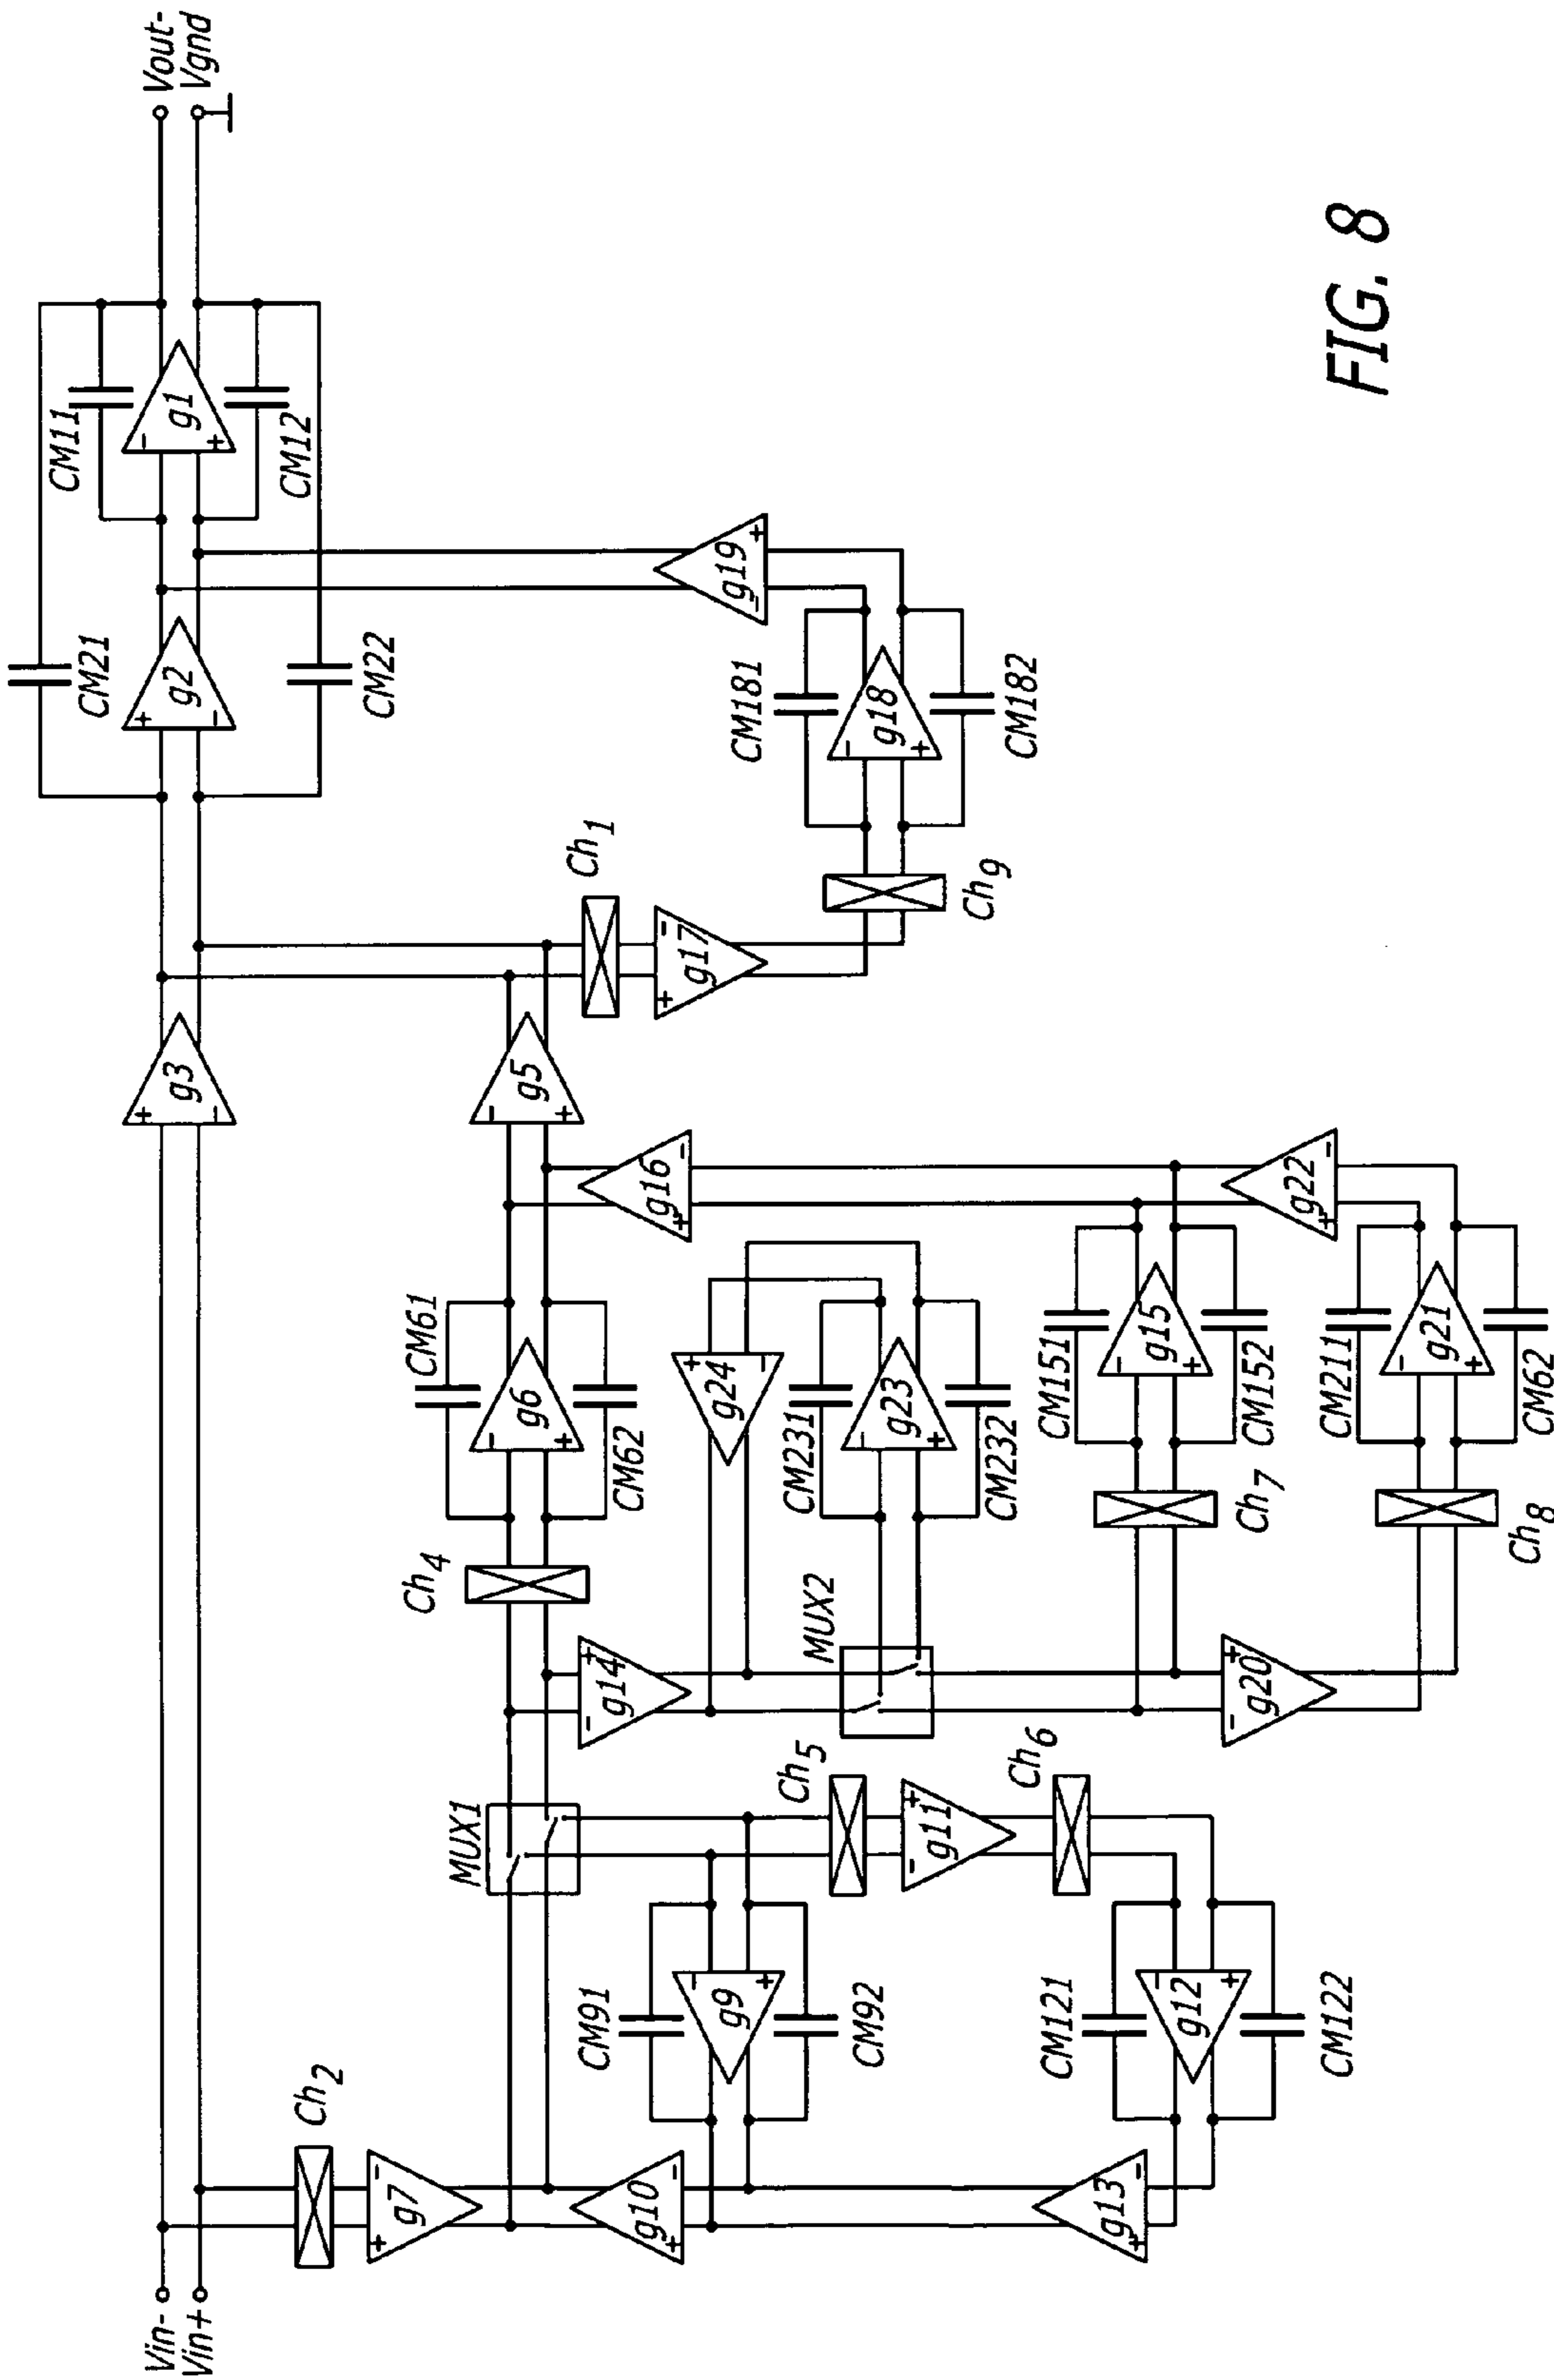 Vin-
Vin+
Ch2
g7
g10
g13
MUX1
CM91
g9
CM92
Ch5
g11
Ch6
CM121
g12
CM122
g3
Ch4
CM61
g6
CM62
g5
g14
g24
g16
MUX2
CM231
g23
CM232
Ch7
CM151
g15
CM152
g20
g22
Ch8
CM211
g21
CM62
Ch1
g17
Ch9
CM181
g18
CM182
g19
CM21
g2
CM22
CM11
g1
CM12
Vout-
Vgnd
FIG. 8